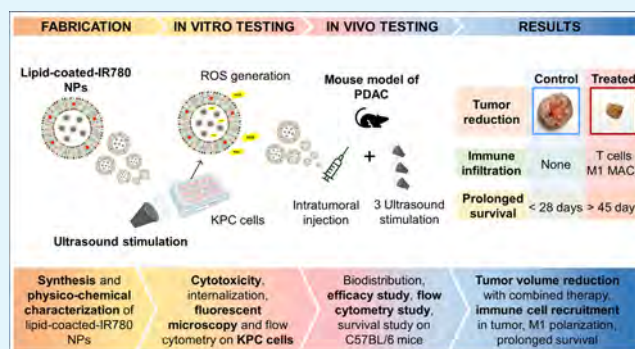 FABRICATION
IN VITRO TESTING
IN VIVO TESTING
RESULTS
Lipid-coated-IR780
NPs
ROS generation
KPC cells
Ultrasound stimulation
Mouse model of
PDAC
+
Intratumoral
injection
3 Ultrasound
stimulation
Control
Treated
Tumor
reduction
Immune
infiltration
None
T cells
M1 MAC
Prolonged
survival
< 28 days
> 45 days
Synthesis and
physico-chemical
characterization of
lipid-coacted-IR780
NPs
Cytotoxicity,
internalization,
fluorescent
microscopy and flow
cytometry on KPC cells
Biodistribution,
efficacy study, flow
cytometry study,
survival study on
C57BL/6 mice
Tumor volume reduction
with combined therapy,
immune cell recruitment
in tumor, M1 polarization,
prolonged survival